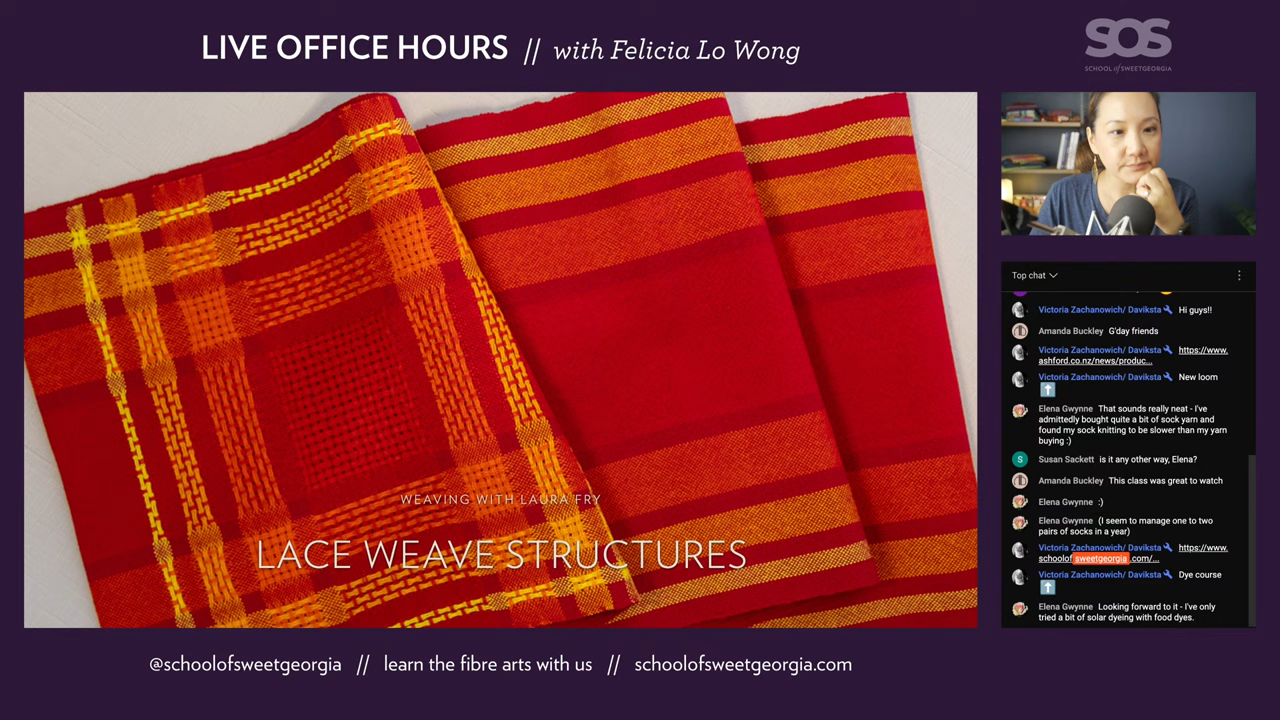 LIVE OFFICE HOURS // with Felicia Lo Wong
SOS
SCHOOL of SWEETGEORGIA
WEAVING WITH LAURA FRY
LACE WEAVE STRUCTURES
Top chat
Victoria Zachanowich/ Daviksta Hi guys!!
Amanda Buckley G'day friends
Victoria Zachanowich/ Daviksta https://www.
ashford.co.nz/news/produc...
Victoria Zachanowich/ Daviksta New loom
Elena Gwynne That sounds really neat - I've
admittedly bought quite a bit of sock yarn and
found my sock knitting to be slower than my yarn
buying :)
S
Susan Sackett is it any other way, Elena?
Amanda Buckley This class was great to watch
Elena Gwynne :)
Elena Gwynne (I seem to manage one to two
pairs of socks in a year)
Victoria Zachanowich/ Daviksta https://www.
schoolofsweetgeorgia.com/...
Victoria Zachanowich/ Daviksta Dye course
Elena Gwynne Looking forward to it - I've only
tried a bit of solar dyeing with food dyes.
@schoolofsweetgeorgia // learn the fibre arts with us // schoolofsweetgeorgia.com